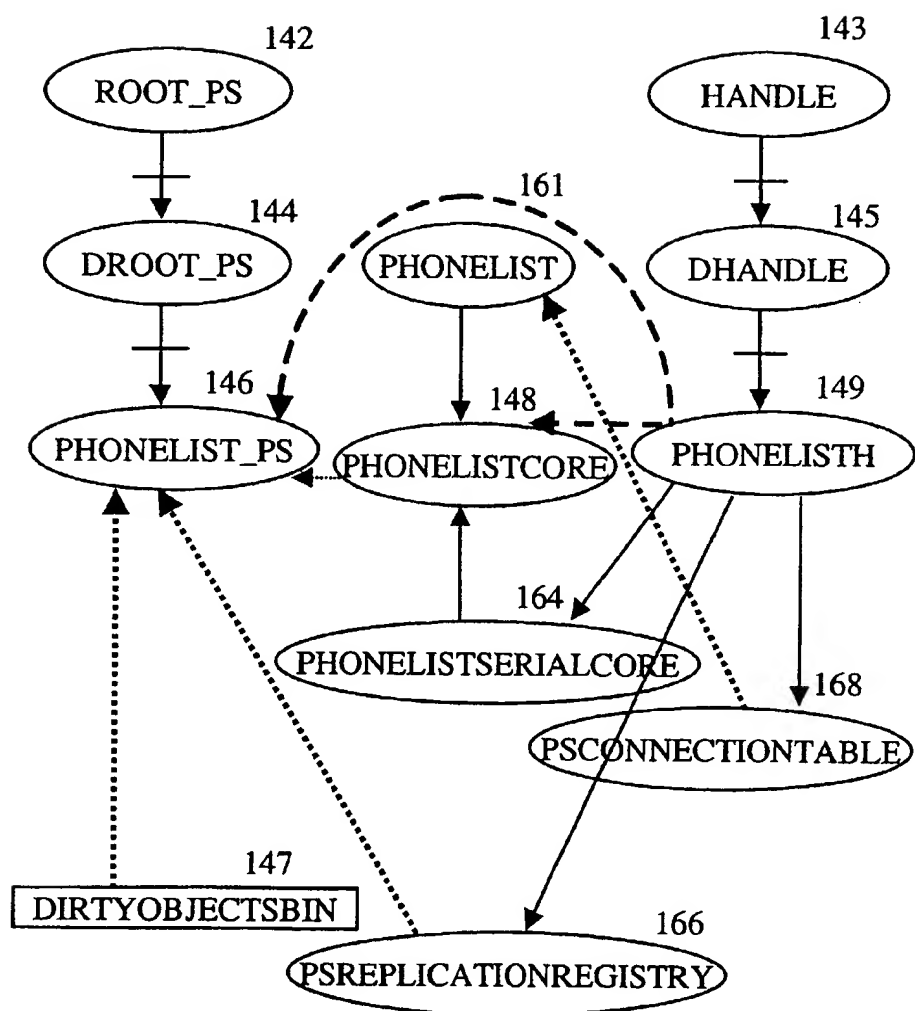 142
143
ROOT_PS
HANDLE
161
144
145
DROOT_PS
PHONELIST
DHANDLE
146
148
149
PHONELIST_PS
PHONELISTCORE
PHONELISTH
164
PHONELISTSERIALCORE
168
PSCONNECTIONTABLE
147
DIRTYOBJECTSBIN
166
PSREPLICATIONREGISTRY